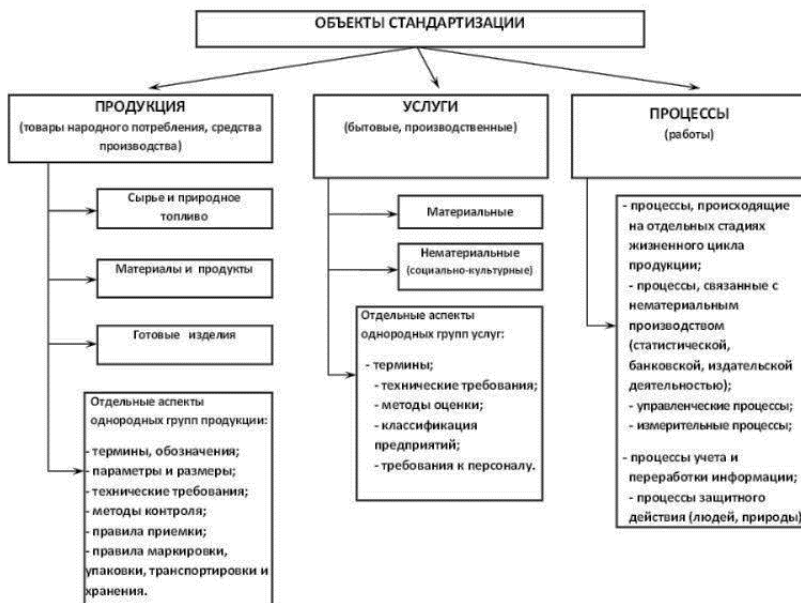 ОБЪЕКТЫ СТАНДАРТИЗАЦИИ
ПРОДУКЦИЯ
(товары народного потребления, средства
производства)
Сырье и природное
топливо
Материалы и продукты
Готовые изделия
Отдельные аспекты
однородных групп продукции:
- термины, обозначения;
- параметры и размеры;
- технические требования;
- методы контроля;
- правила приемки;
- правила маркировки,
упаковки, транспортировки и
хранения.
УСЛУГИ
(бытовые, производственные)
Материальные
Нематериальные
(социально-культурные)
Отдельные аспекты
однородных групп услуг:
- термины;
- технические требования;
- методы оценки;
- классификация
предприятий;
- требования к персоналу.
ПРОЦЕССЫ
(работы)
- процессы, происходящие
на отдельных стадиях
жизненного цикла
продукции;
- процессы, связанные с
нематериальным
производством
(статистической,
банковской, издательской
деятельностью);
- управленческие процессы;
- измерительные процессы;
- процессы учета и
переработки информации;
- процессы защитного
действия (людей, природы)